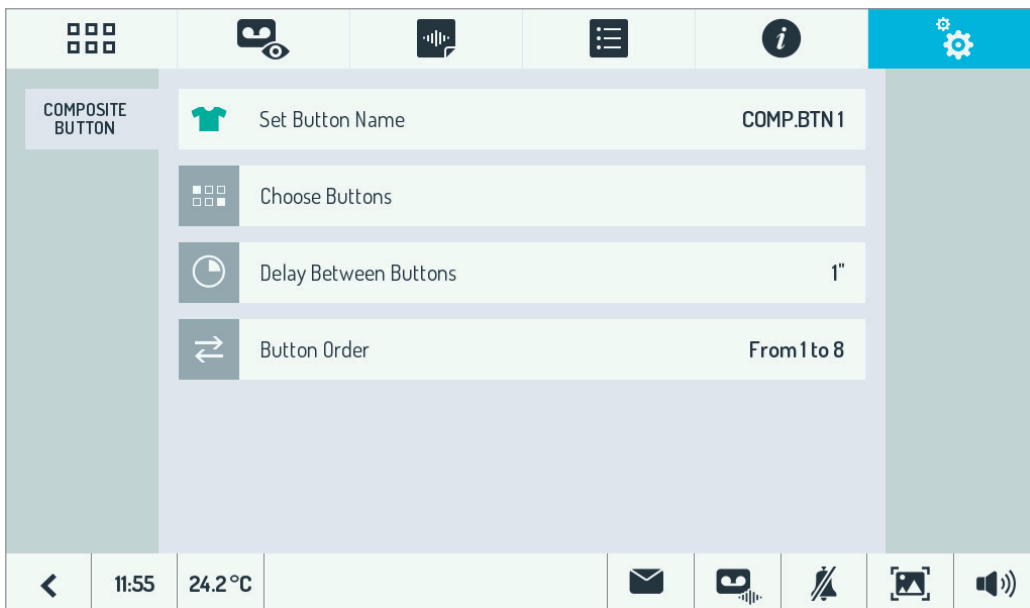 COMPOSITE
BUTTON
Set Button Name COMP.BTN 1
Choose Buttons
Delay Between Buttons 1"
Button Order From 1 to 8
11:55 24.2 °C